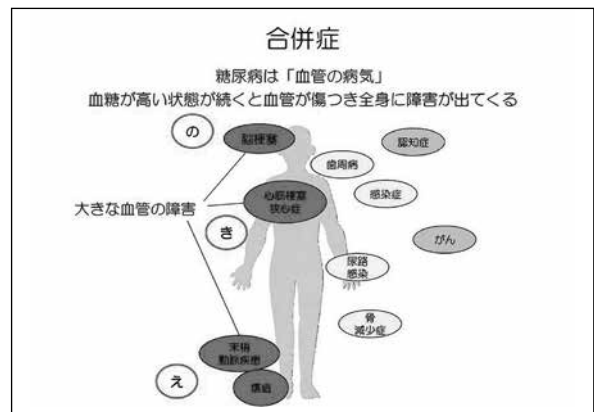 合併症
糖尿病は「血管の病気」
血糖が高い状態が続くと血管が傷つき全身に障害が出てくる
の
脳梗塞
認知症
歯周病
心筋梗塞
狭心症
感染症
大きな血管の障害
き
がん
尿路
感染
骨
減少症
末梢
動脈疾患
え
壊疽